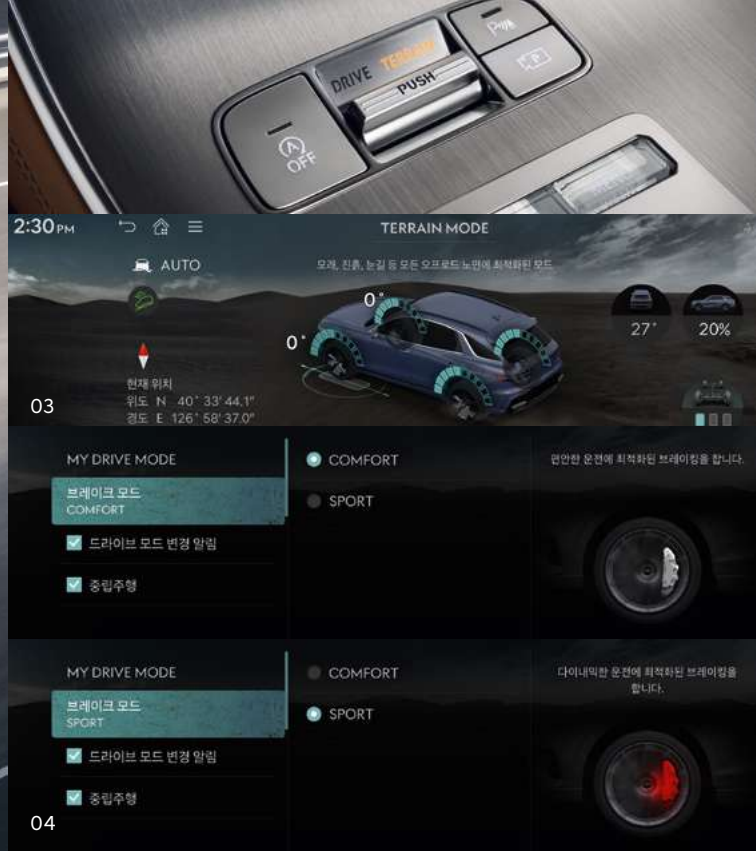 DRIVE TERRAIN
PUSH
P
A
OFF
2:30 PM
TERRAIN MODE
AUTO
모래, 진흙, 눈길 등 모든 오프로드 노면에 최적화된 모드
0°
0°
27°
20%
현재 위치
위도 N 40° 33' 44.1"
경도 E 126° 58' 37.0"
03
MY DRIVE MODE
브레이크 모드
COMFORT
드라이브 모드 변경 알림
중립주행
COMFORT
SPORT
편안한 운전에 최적화된 브레이킹을 합니다.
MY DRIVE MODE
브레이크 모드
SPORT
드라이브 모드 변경 알림
중립주행
COMFORT
SPORT
다이내믹한 운전에 최적화된 브레이킹을
합니다.
04